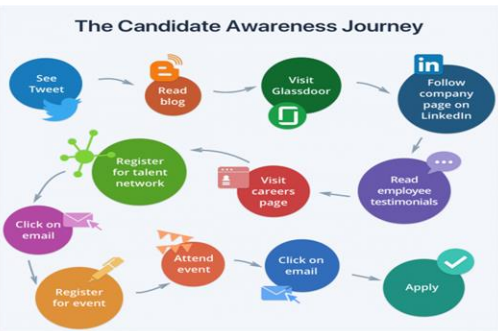 The Candidate Awareness Journey
See
Tweet
Read
blog
Visit
Glassdoor
in
Follow
company
page on
LinkedIn
Read
employee
testimonials
Visit
careers
page
Register
for talent
network
Click on
email
Register
for event
Attend
event
Click on
email
Apply